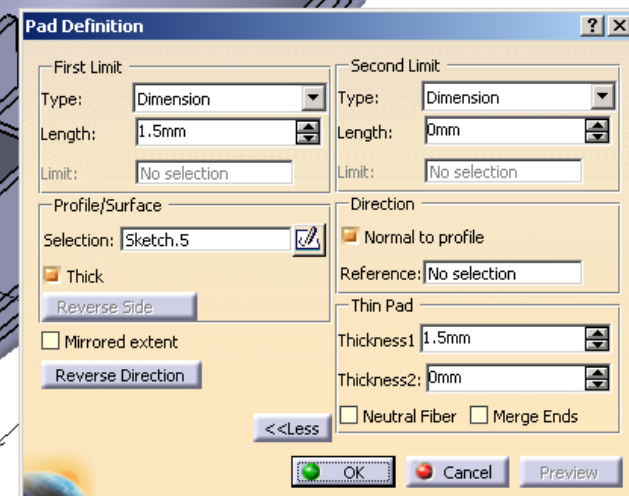 Pad Definition
First Limit
Type: Dimension
Length: 1.5mm
Limit: No selection
Profile/Surface
Selection: Sketch.5
Thick
Reverse Side
Mirrored extent
Reverse Direction
<<Less
Second Limit
Type: Dimension
Length: 0mm
Limit: No selection
Direction
Normal to profile
Reference: No selection
Thin Pad
Thickness1 1.5mm
Thickness2: 0mm
Neutral Fiber Merge Ends
OK Cancel Preview